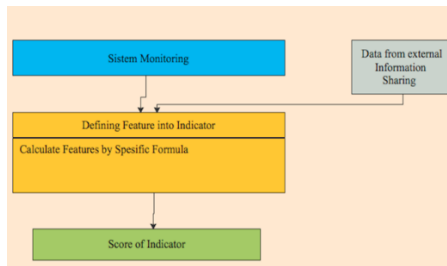 Sistem Monitoring
Data from external
Information
Sharing
Defining Feature into Indicator
Calculate Features by Spesific Formula
Score of Indicator